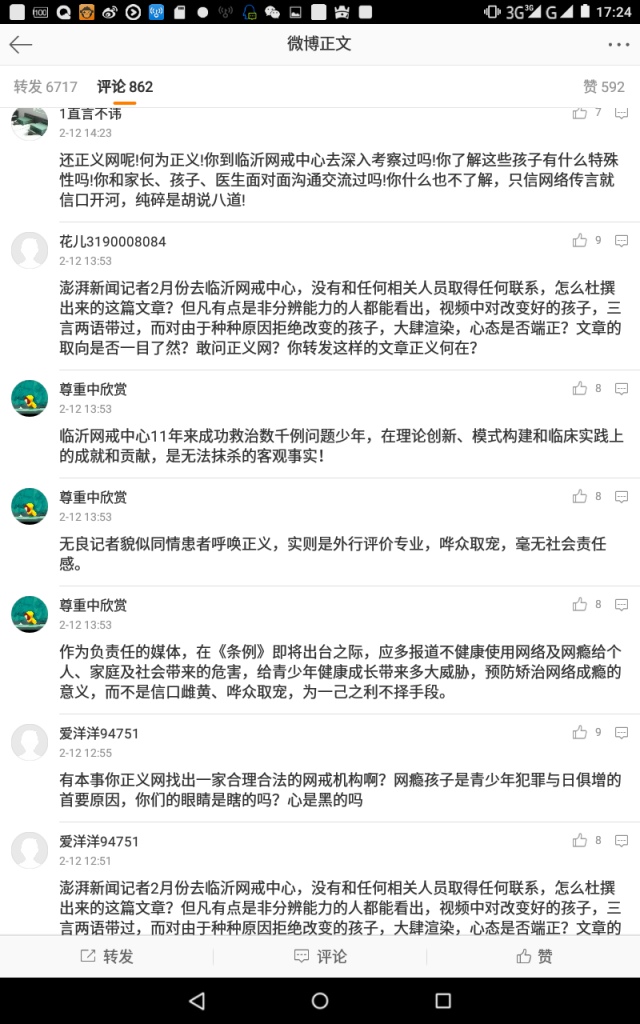 100
3G
3G
G
17:24
微博正文
转发 6717
评论 862
赞 592
1直言不讳
7
2-12 14:23
还正义网呢!何为正义!你到临沂网戒中心去深入考察过吗!你了解这些孩子有什么特殊
性吗!你和家长、孩子、医生面对面沟通交流过吗!你什么也不了解，只信网络传言就
信口开河，纯碎是胡说八道!
花儿3190008084
9
2-12 13:53
澎湃新闻记者2月份去临沂网戒中心，没有和任何相关人员取得任何联系，怎么杜撰
出来的这篇文章？但凡有点是非分辨能力的人都能看出，视频中对改变好的孩子，三
言两语带过，而对由于种种原因拒绝改变的孩子，大肆渲染，心态是否端正？文章的
取向是否一目了然？敢问正义网？你转发这样的文章正义何在？
尊重中欣赏
8
2-12 13:53
临沂网戒中心11年来成功救治数千例问题少年，在理论创新、模式构建和临床实践上
的成就和贡献，是无法抹杀的客观事实！
尊重中欣赏
8
2-12 13:53
无良记者貌似同情患者呼唤正义，实则是外行评价专业，哗众取宠，毫无社会责任
感。
尊重中欣赏
8
2-12 13:53
作为负责任的媒体，在《条例》即将出台之际，应多报道不健康使用网络及网瘾给个
人、家庭及社会带来的危害，给青少年健康成长带来多大威胁，预防矫治网络成瘾的
意义，而不是信口雌黄、哗众取宠，为一己之利不择手段。
爱洋洋94751
9
2-12 12:55
有本事你正义网找出一家合理合法的网戒机构啊？网瘾孩子是青少年犯罪与日俱增的
首要原因，你们的眼睛是瞎的吗？心是黑的吗
爱洋洋94751
8
2-12 12:51
澎湃新闻记者2月份去临沂网戒中心，没有和任何相关人员取得任何联系，怎么杜撰
出来的这篇文章？但凡有点是非分辨能力的人都能看出，视频中对改变好的孩子，三
言两语带过，而对由于种种原因拒绝改变的孩子，大肆渲染，心态是否端正？文章的
转发
评论
赞